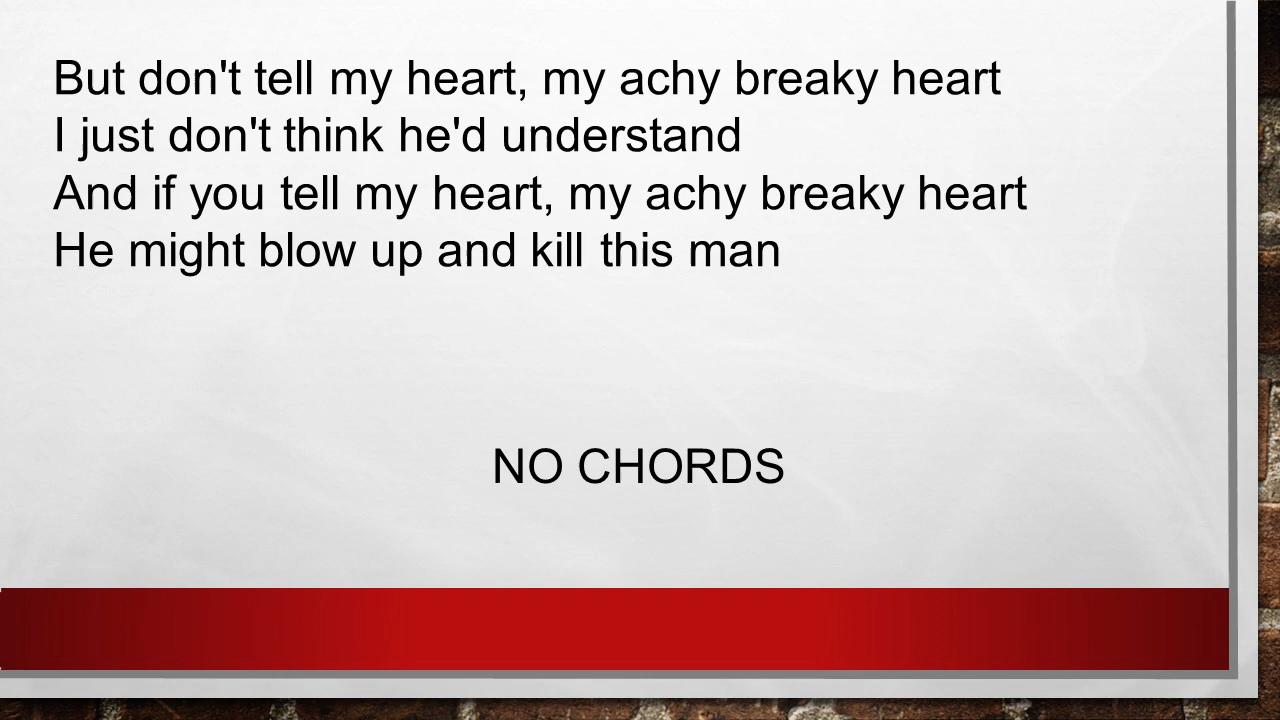 But don't tell my heart, my achy breaky heart
I just don't think he'd understand
And if you tell my heart, my achy breaky heart
He might blow up and kill this man
NO CHORDS